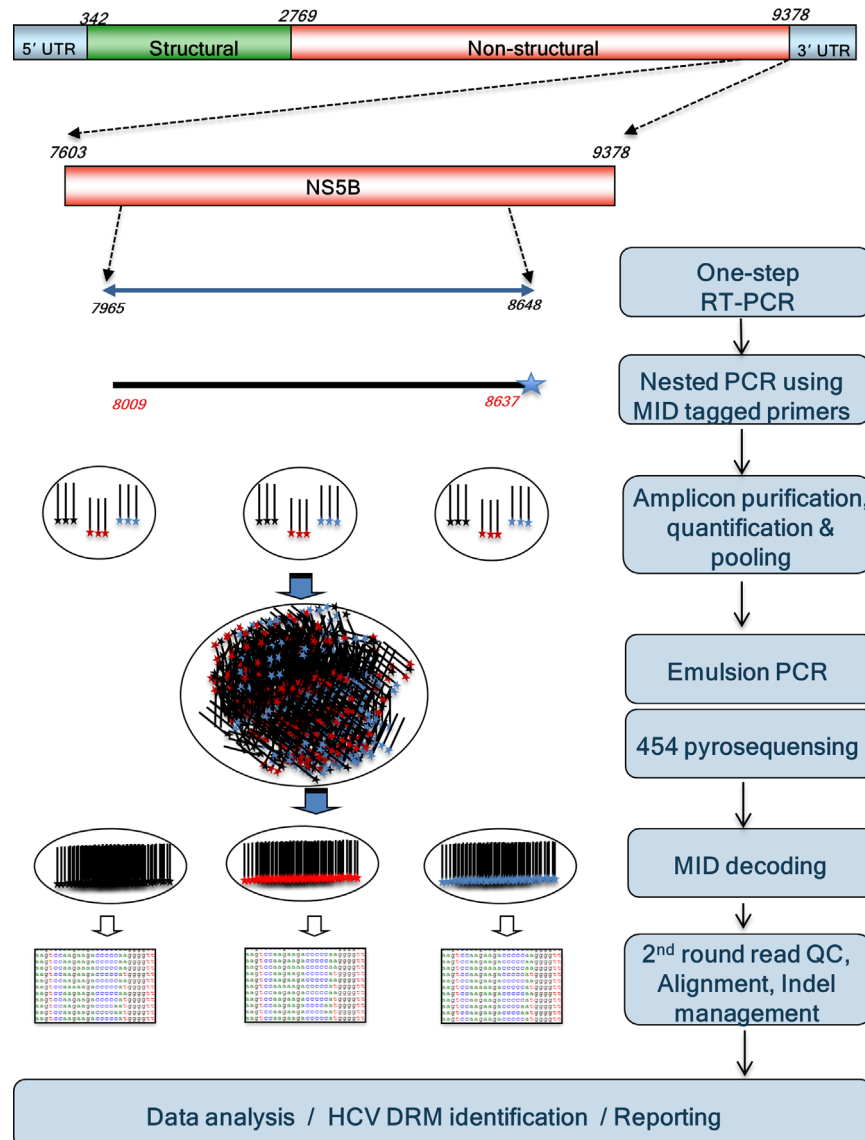 342
2769
9378
5’ UTR
Structural
Non-structural
3’ UTR
7603
9378
NS5B
7965
8648
One-step
RT-PCR
8009
8637
Nested PCR using
MID tagged primers
Amplicon purification,
quantification &
pooling
Emulsion PCR
454 pyrosequensing
MID decoding
2nd round read QC,
Alignment, Indel
management
Data analysis / HCV DRM identification / Reporting